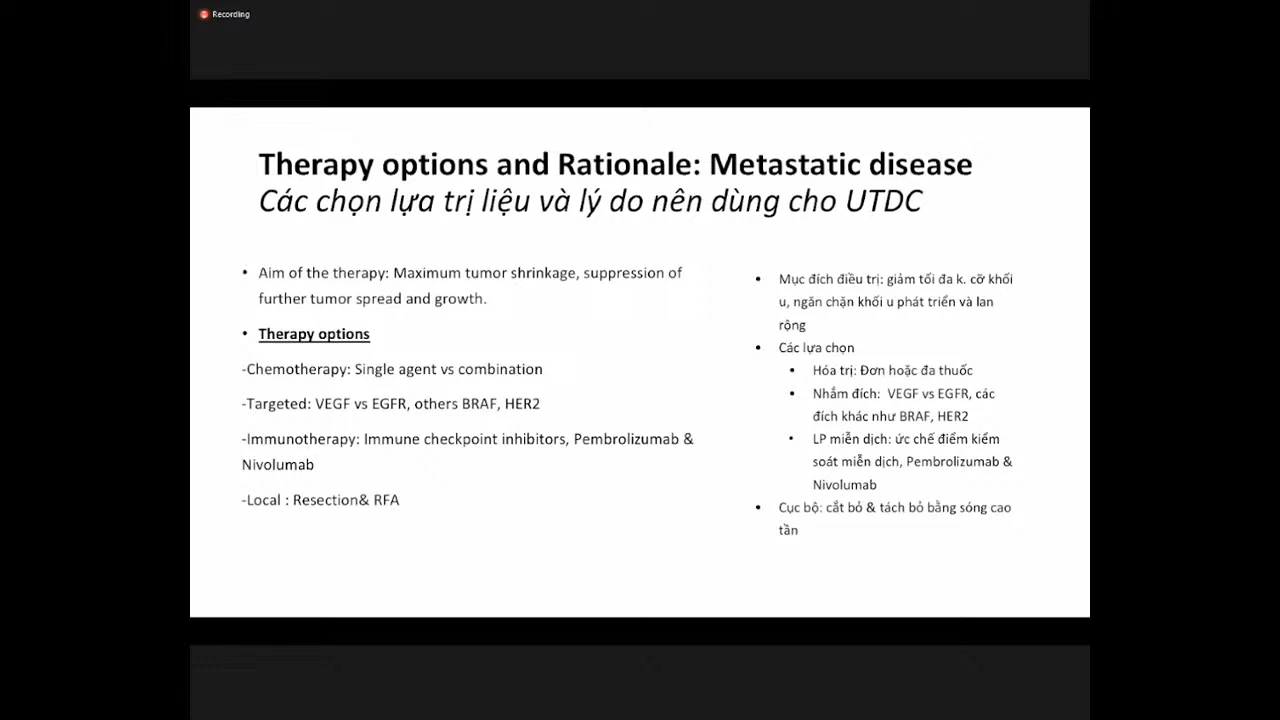 Recording
Therapy options and Rationale: Metastatic disease
Các chọn lựa trị liệu và lý do nên dùng cho UTDC
• Aim of the therapy: Maximum tumor shrinkage, suppression of
further tumor spread and growth.
• Therapy options
-Chemotherapy: Single agent vs combination
-Targeted: VEGF vs EGFR, others BRAF, HER2
-Immunotherapy: Immune checkpoint inhibitors, Pembrolizumab &
Nivolumab
-Local : Resection& RFA
• Mục đích điều trị: giảm tối đa k. cỡ khối
u, ngăn chặn khối u phát triển và lan
rộng
• Các lựa chọn
• Hóa trị: Đơn hoặc đa thuốc
• Nhắm đích: VEGF vs EGFR, các
đích khác như BRAF, HER2
• LP miễn dịch: ức chế điểm kiểm
soát miễn dịch, Pembrolizumab &
Nivolumab
• Cục bộ: cắt bỏ & tách bỏ bằng sóng cao
tần